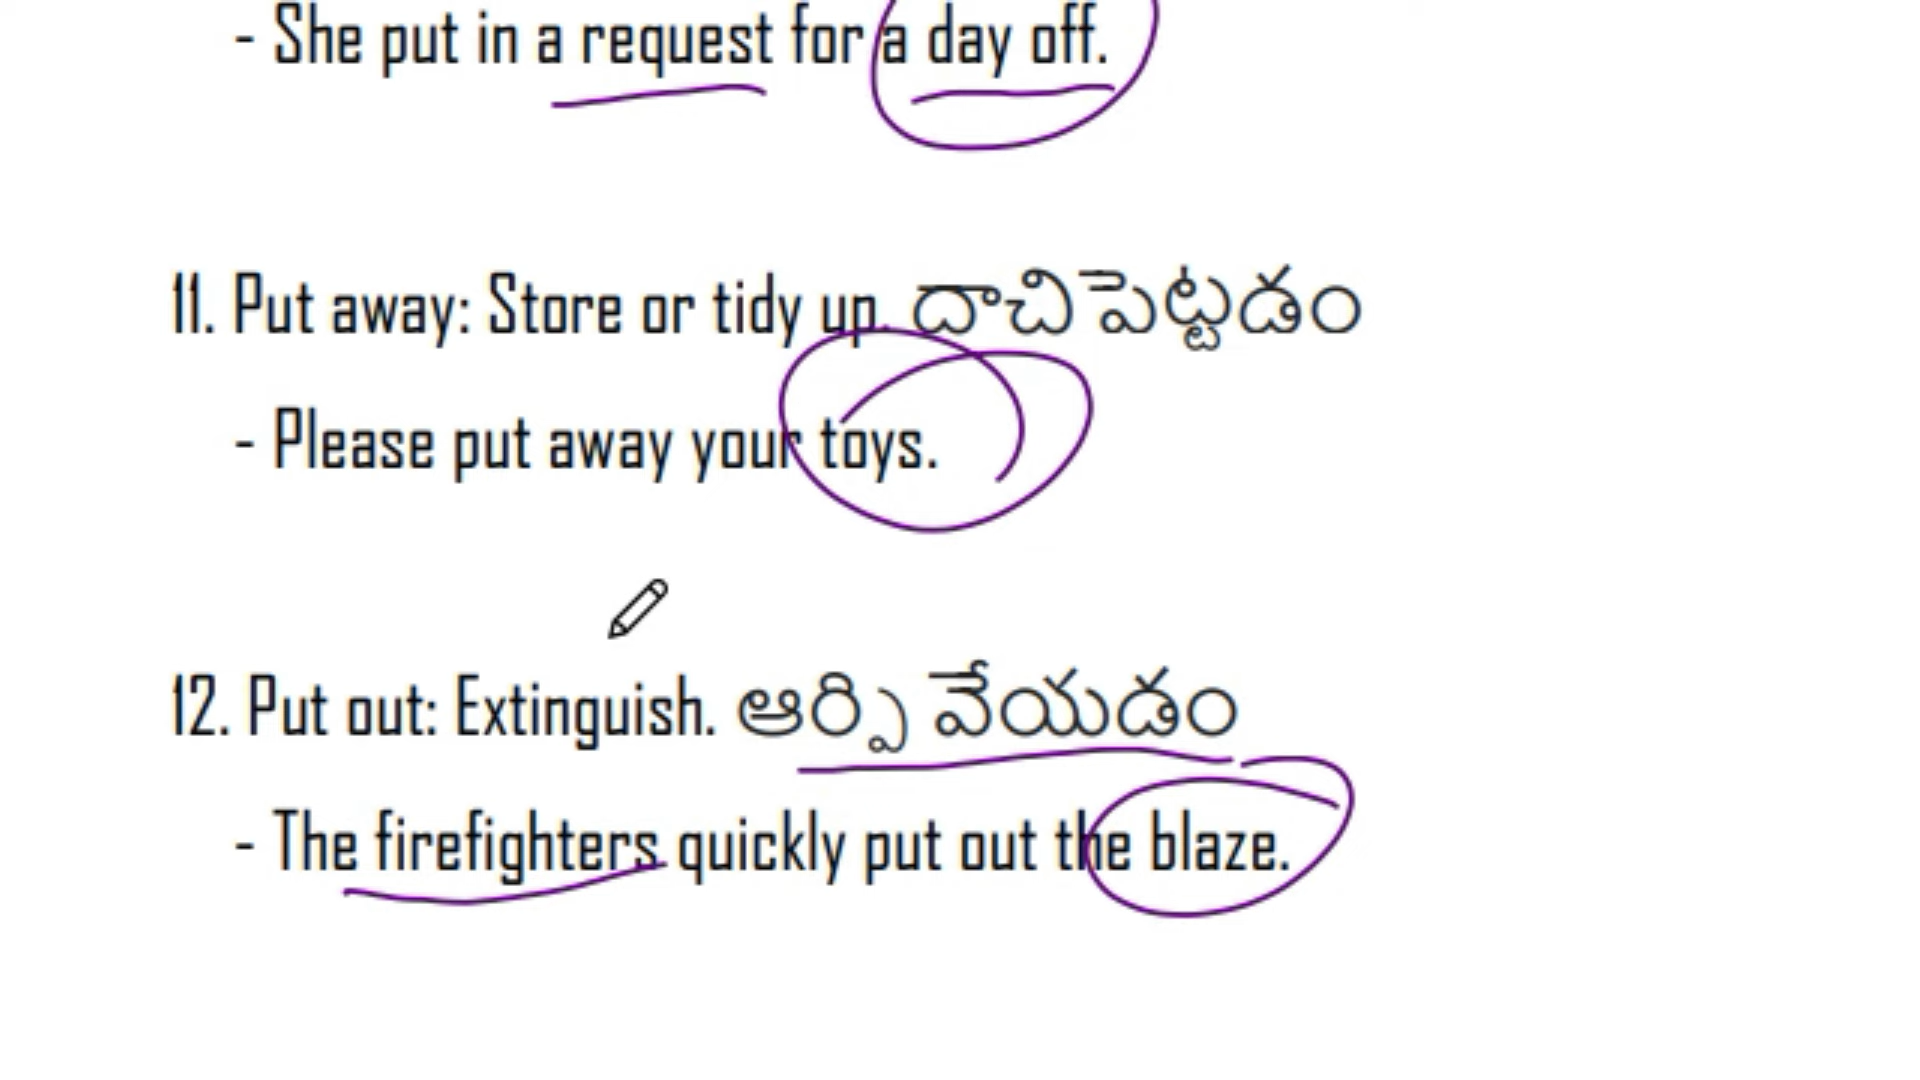 - She put in a request for a day off.
11. Put away: Store or tidy up. దాచిపెట్టడం
- Please put away your toys.
12. Put out: Extinguish. ఆర్పి వేయడం
- The firefighters quickly put out the blaze.